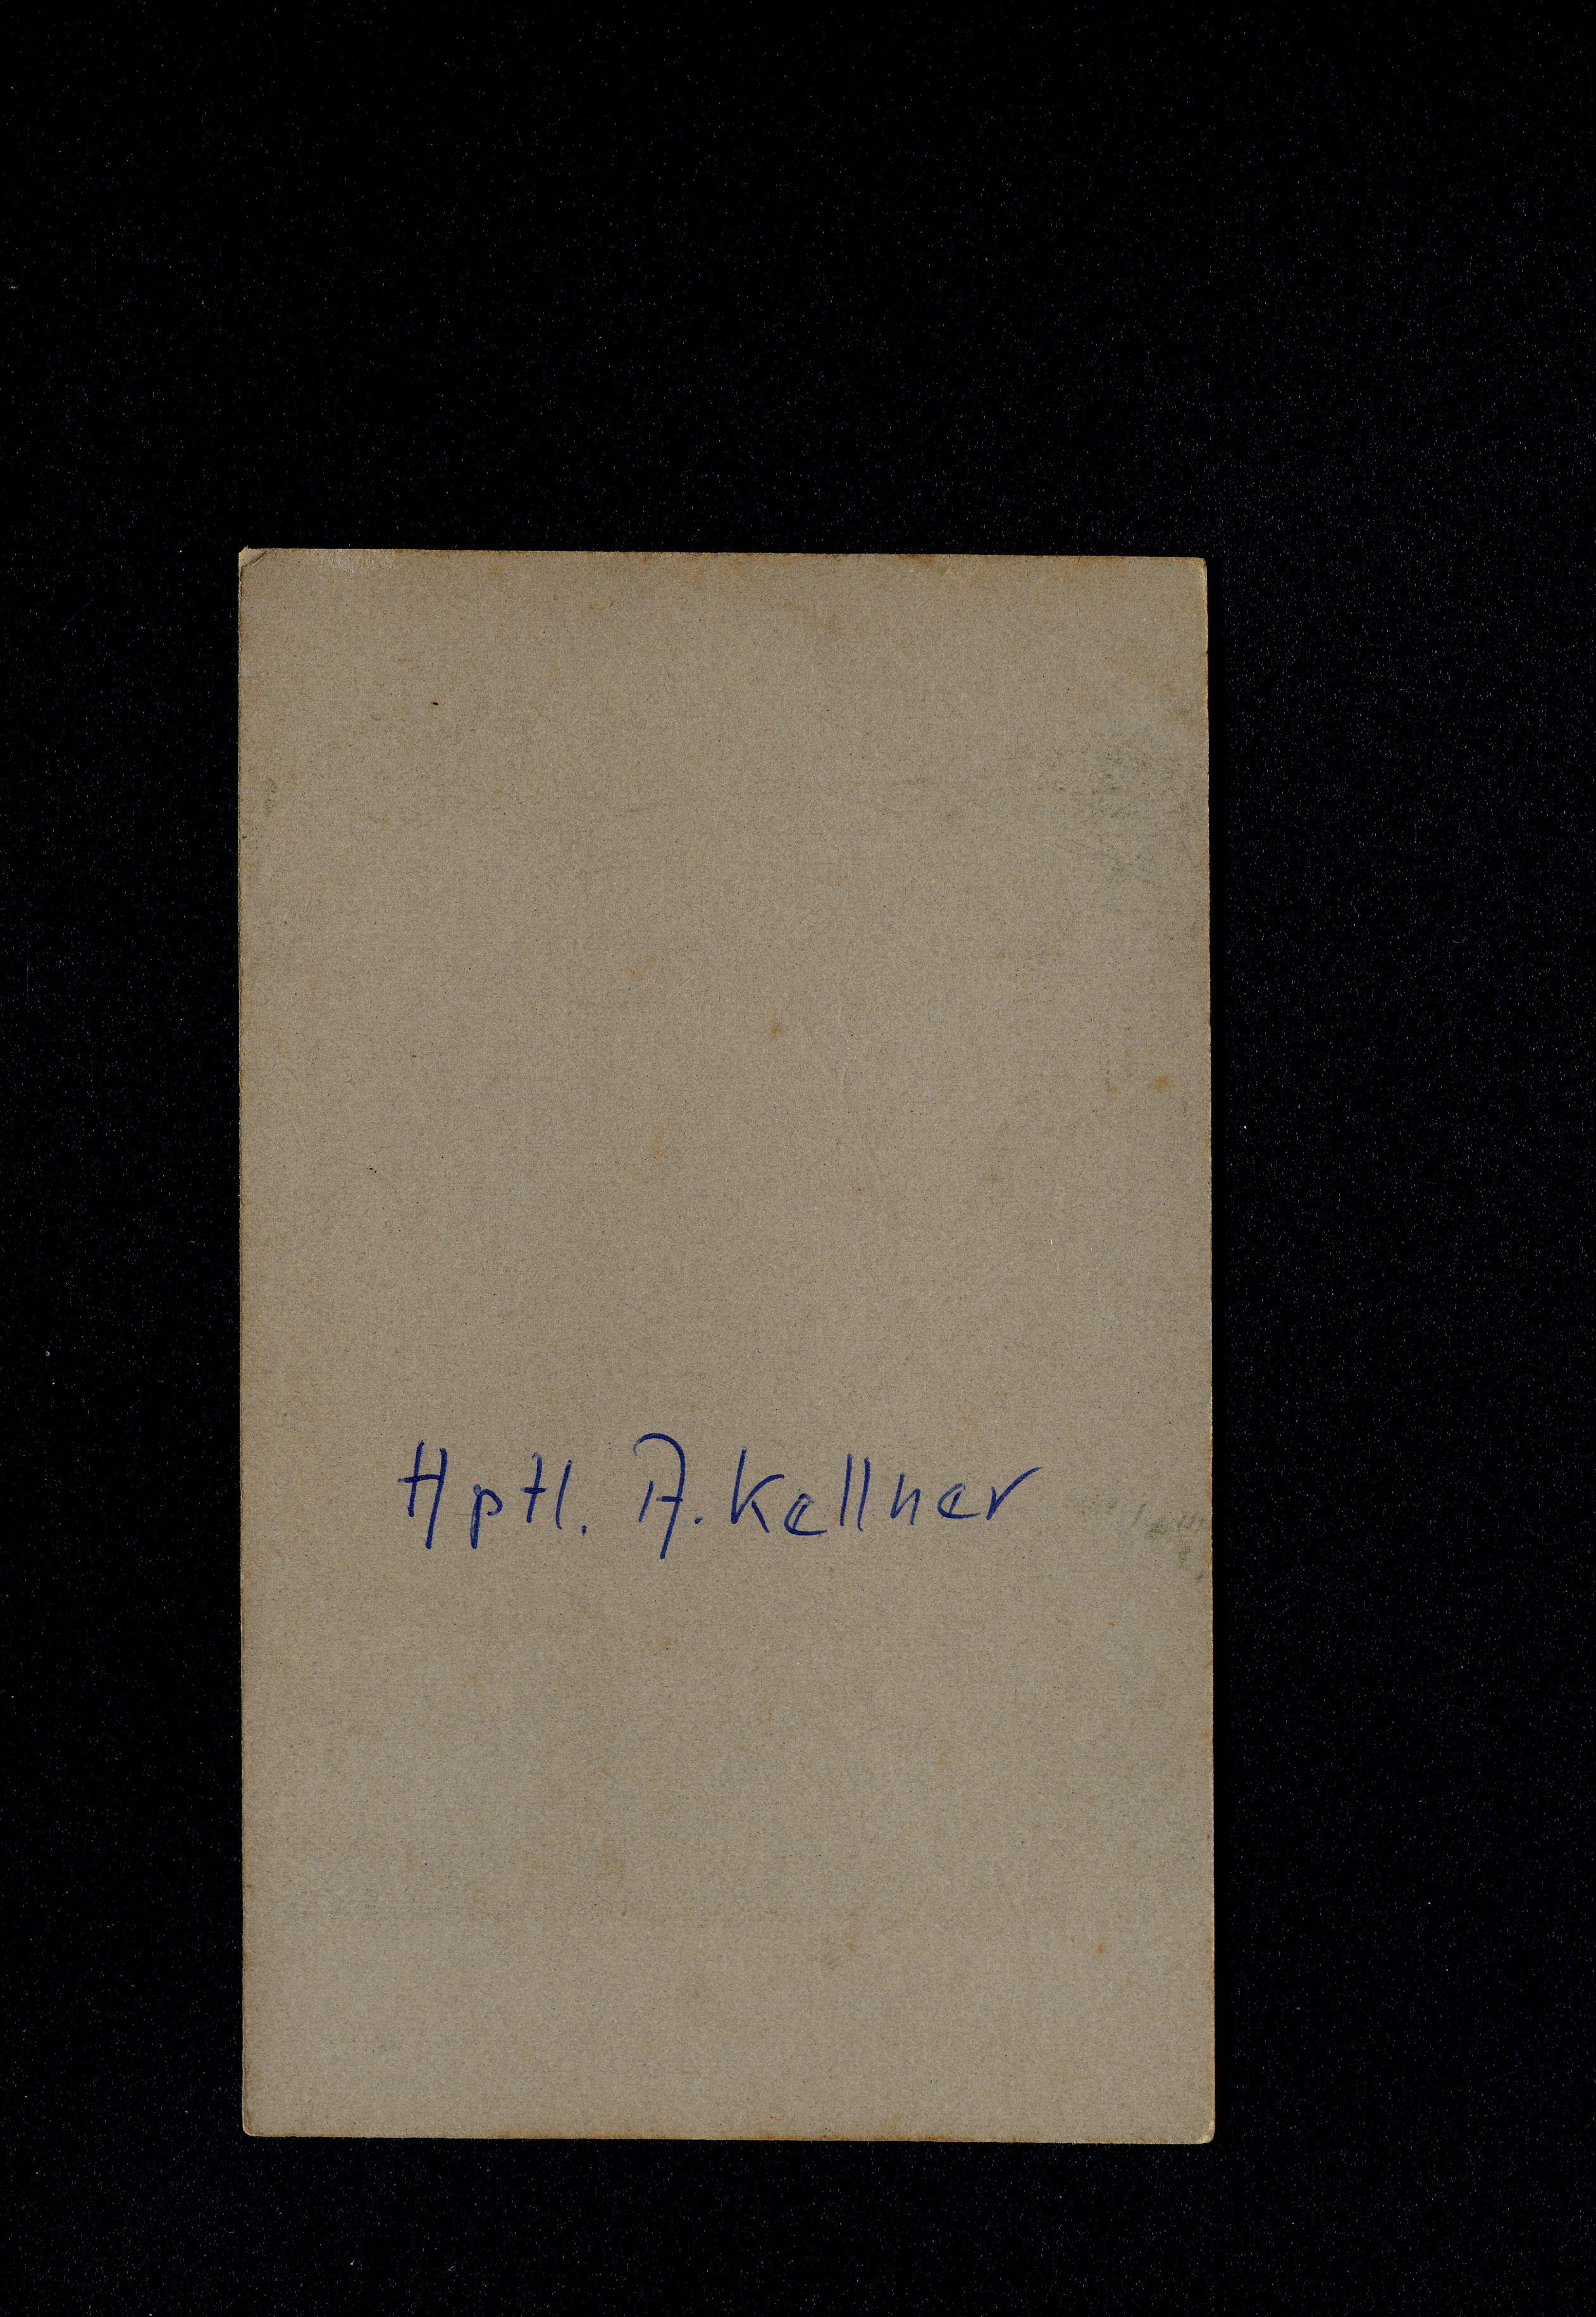 Hptl. A. Kellner